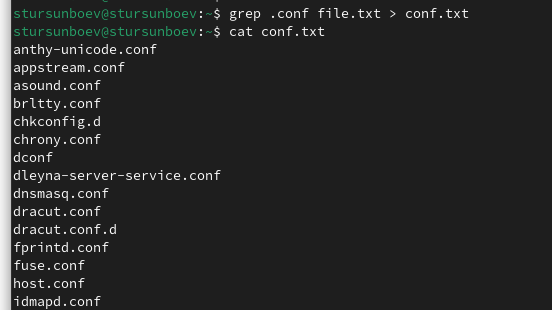 stursunboev@stursunboev:~$ grep .conf file.txt > conf.txt
stursunboev@stursunboev:~$ cat conf.txt
anthy-unicode.conf
appstream.conf
asound.conf
brltty.conf
chkconfig.d
chrony.conf
dconf
dleyna-server-service.conf
dnsmasq.conf
dracut.conf
dracut.conf.d
fprintd.conf
fuse.conf
host.conf
idmapd.conf